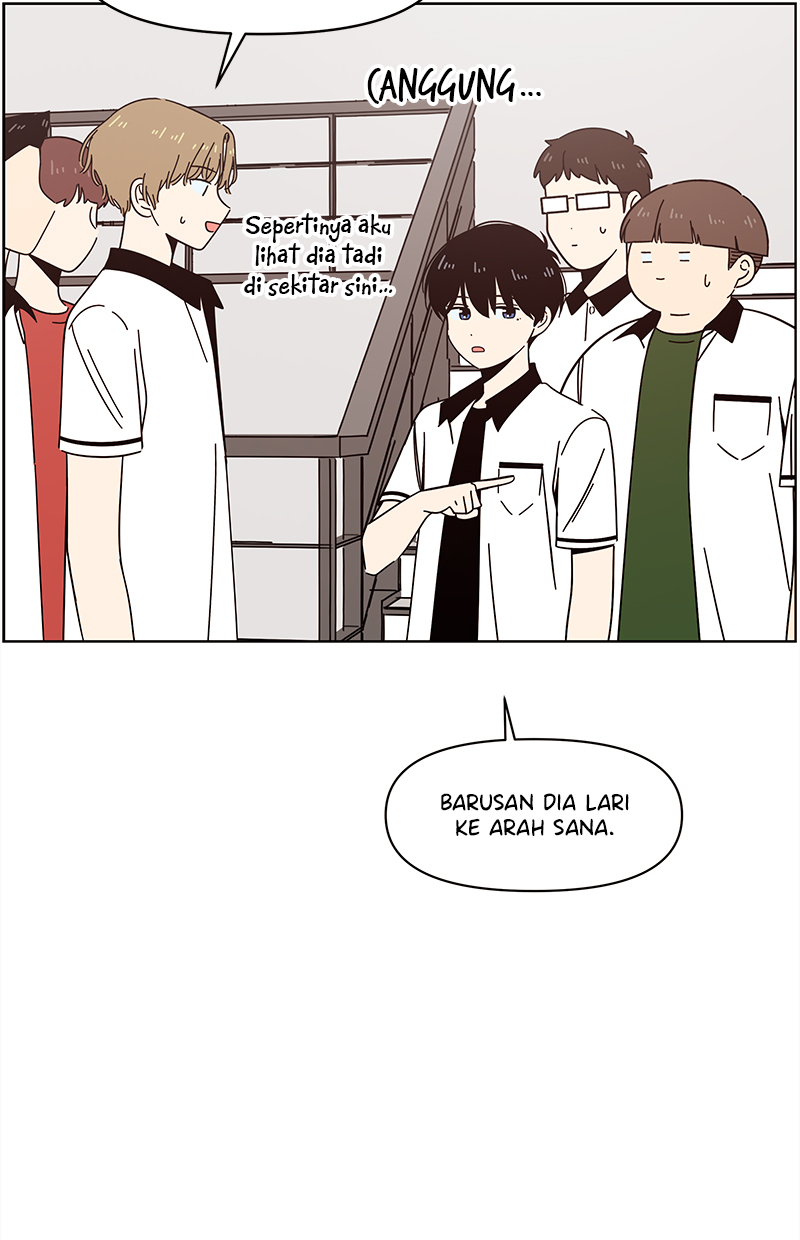 CANGGUNG...
Sepertinya aku
lihat dia tadi
di sekitar sini...
BARUSAN DIA LARI
KE ARAH SANA.